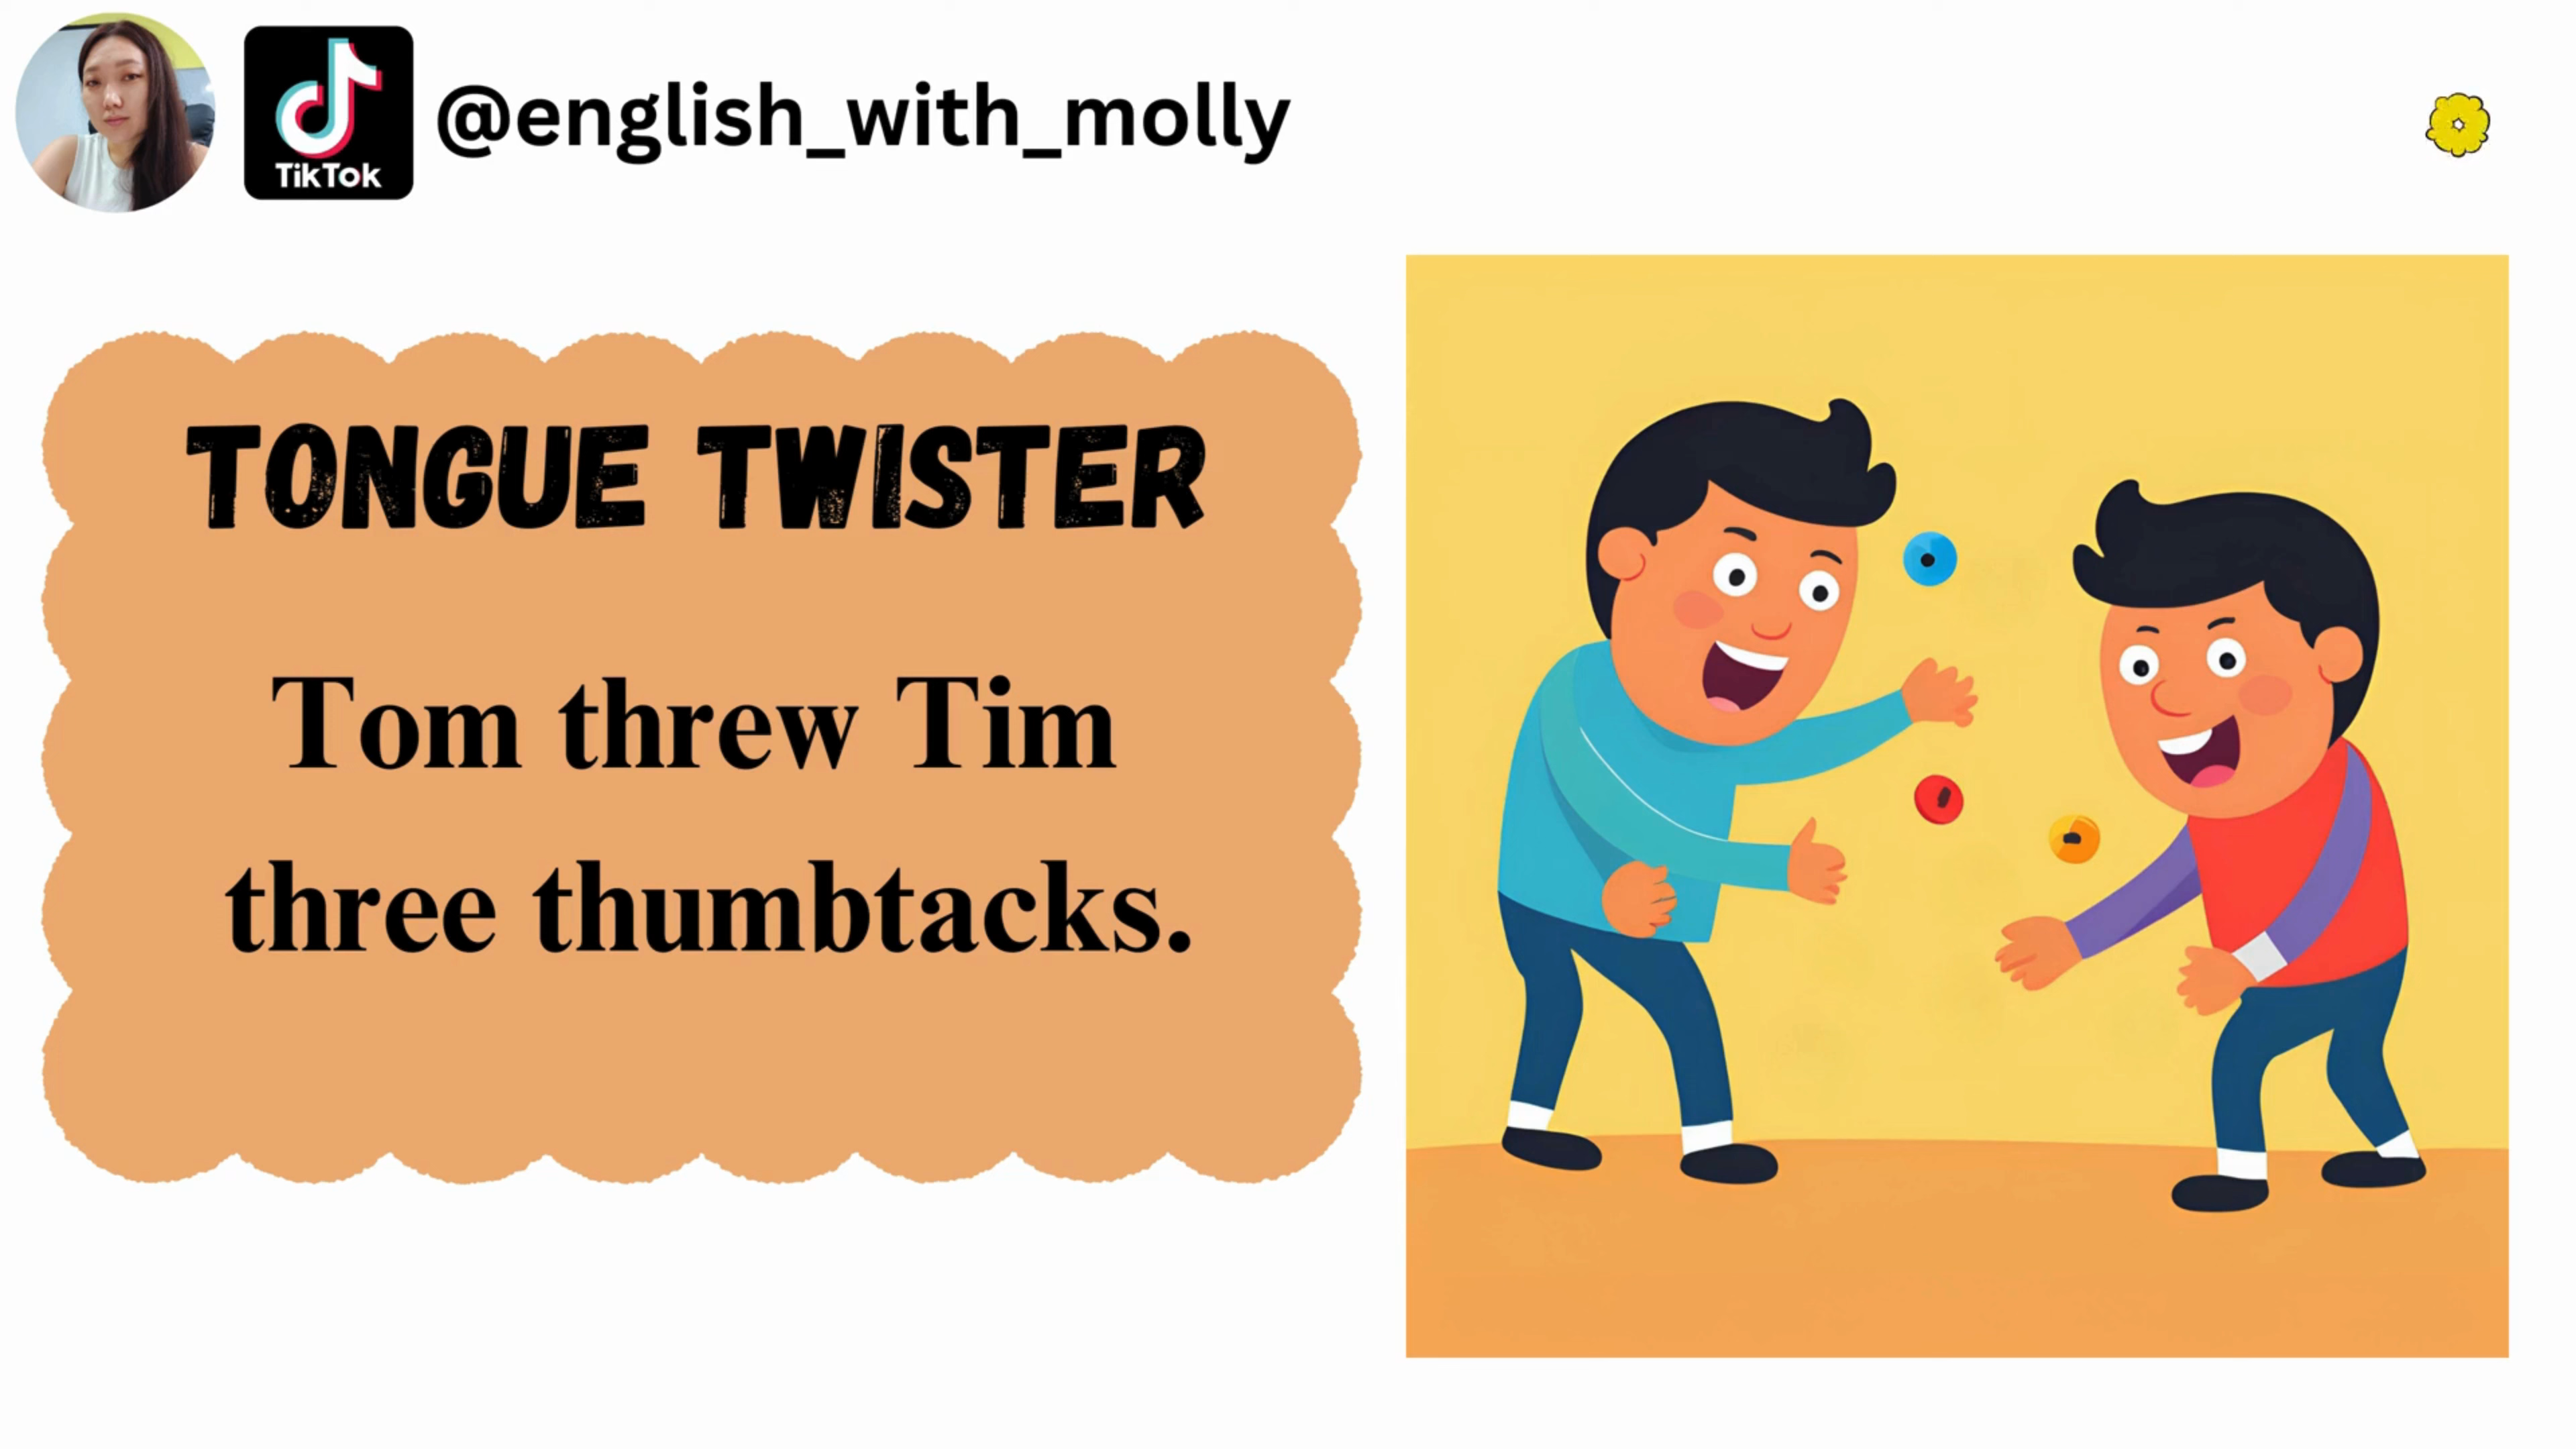 TikTok
@english_with_molly
TONGUE TWISTER
Tom threw Tim
three thumbtacks.